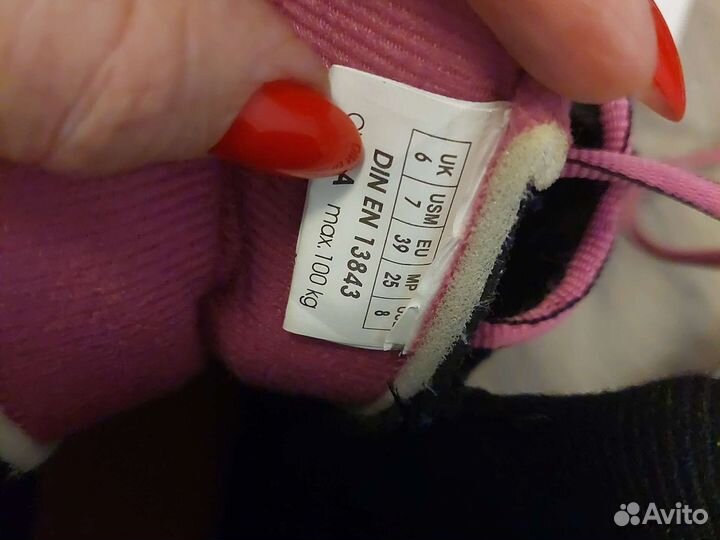 UK USM EU MP
6 7 39 25 8
DIN EN 13843
A max. 100 kg
Avito